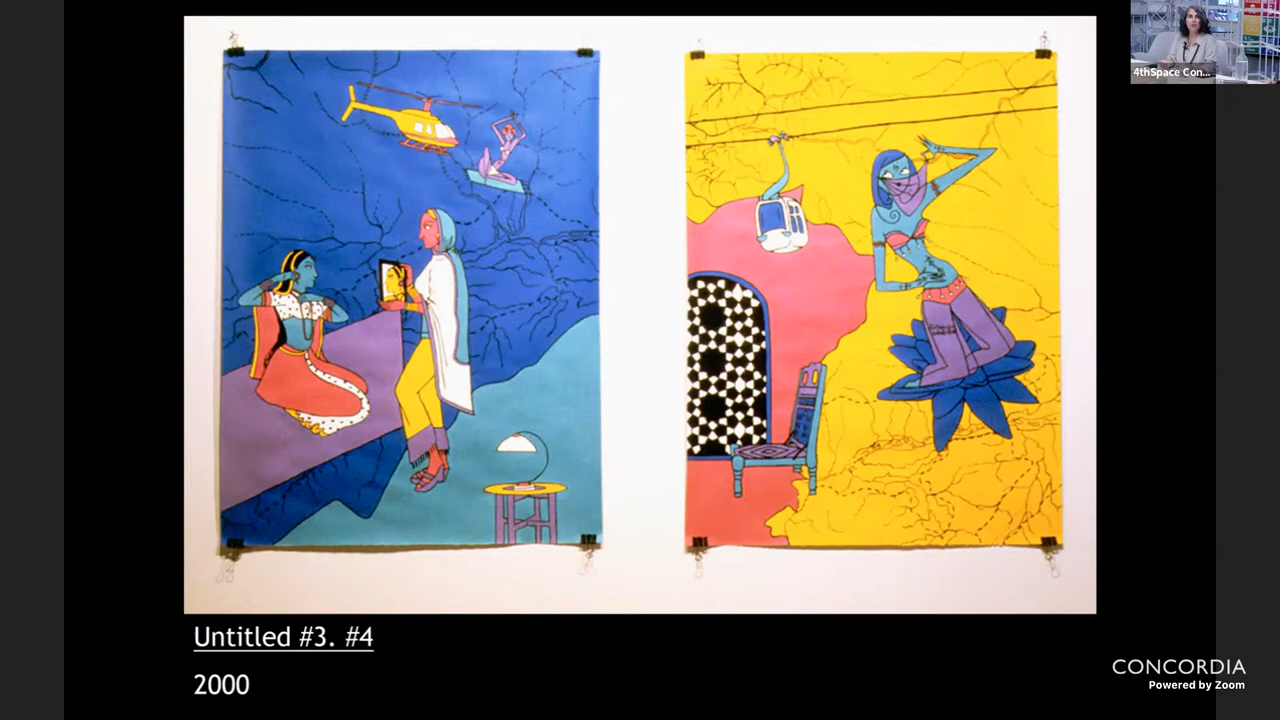 4thSpace Con...
Untitled #3. #4
2000
CONCORDIA
Powered by Zoom